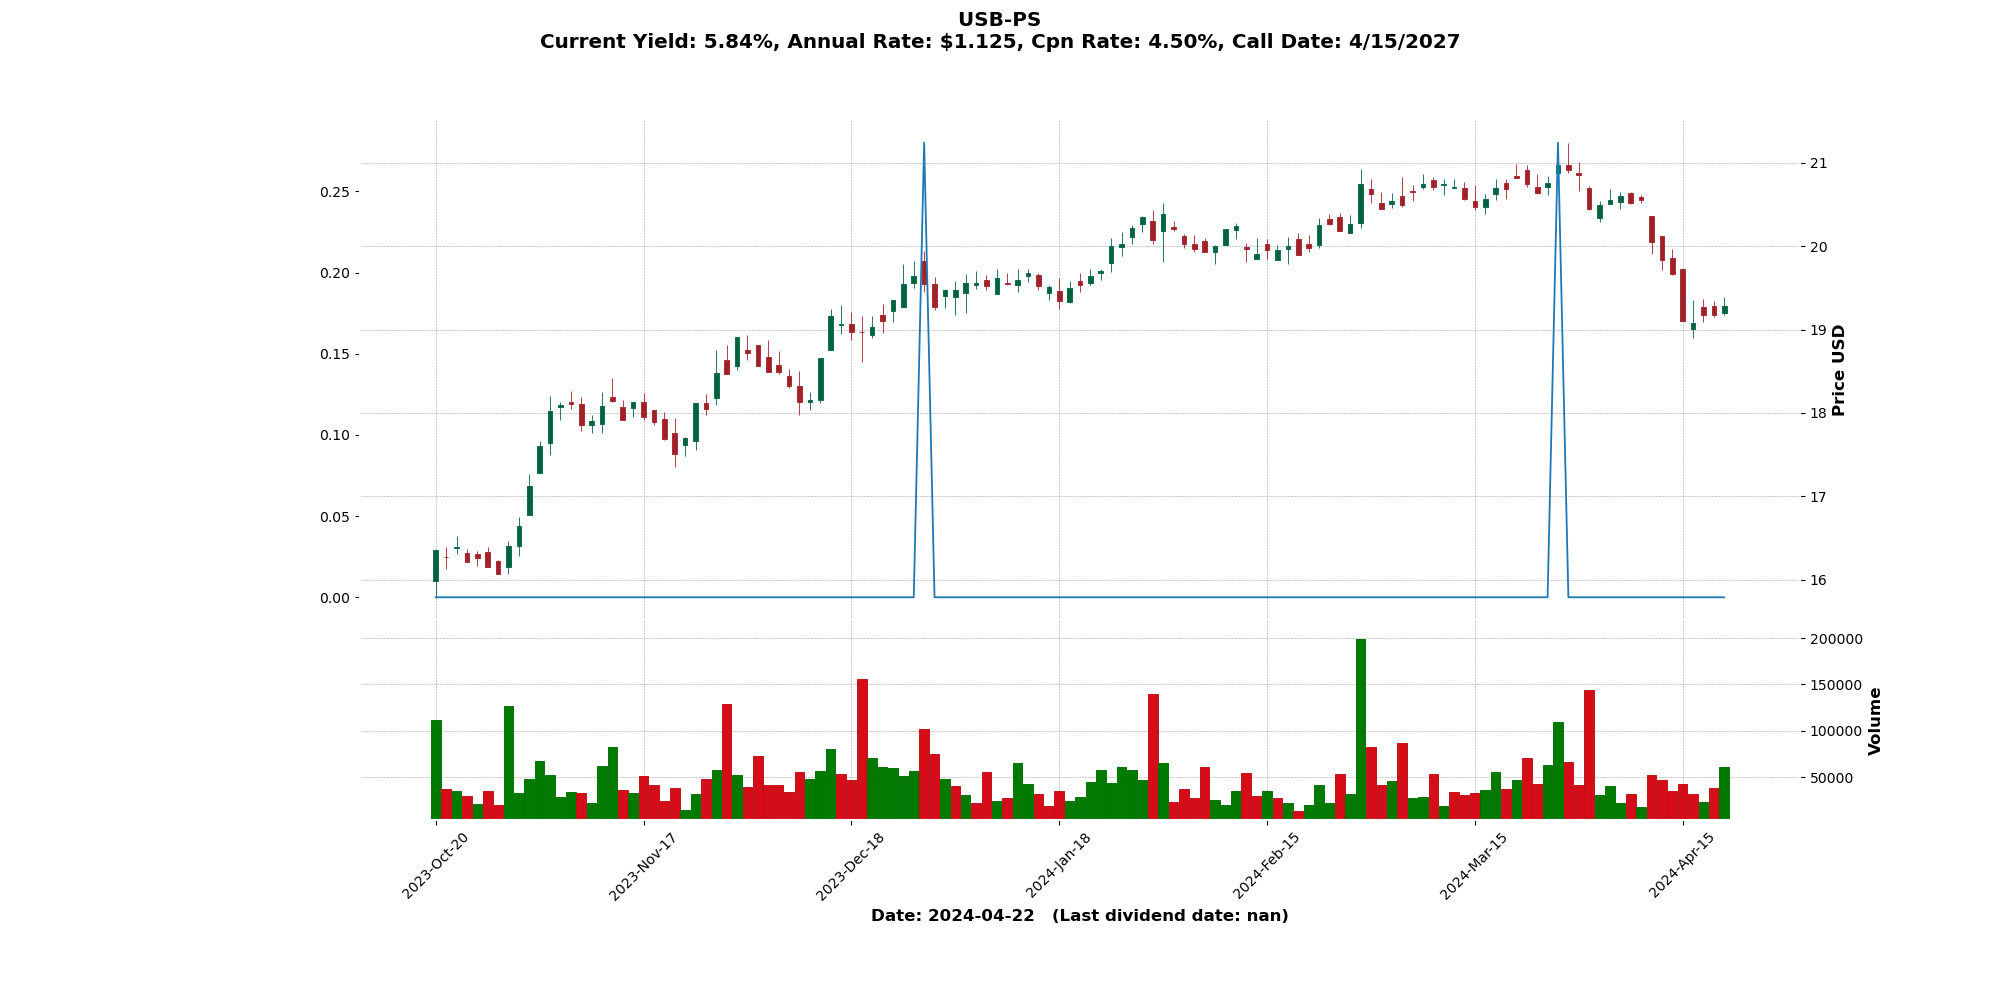 USB-PS
Current Yield: 5.84%, Annual Rate: $1.125, Cpn Rate: 4.50%, Call Date: 4/15/2027
0.25
0.20
0.15
0.10
0.05
0.00
21
20
19
18
17
16
Price USD
200000
150000
100000
50000
Volume
2023-Oct-20
2023-Nov-17
2023-Dec-18
2024-Jan-18
2024-Feb-15
2024-Mar-15
2024-Apr-15
Date: 2024-04-22   (Last dividend date: nan)